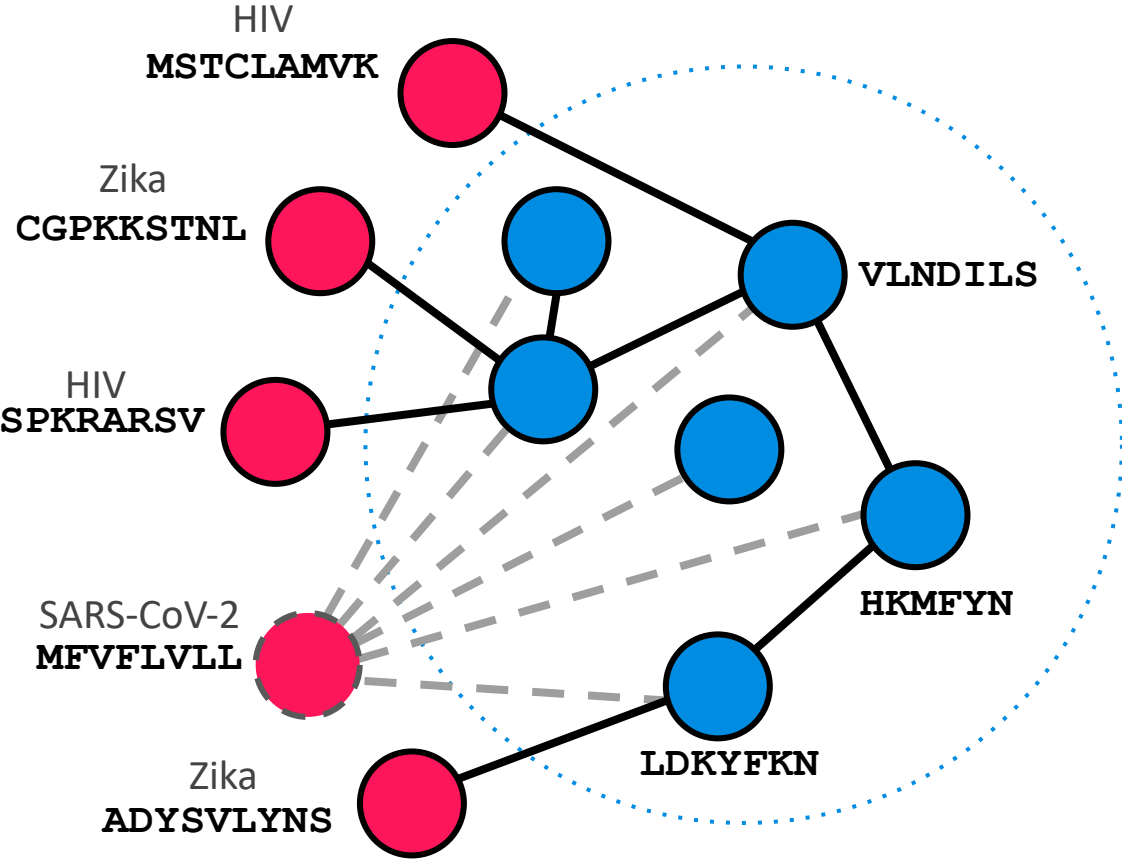 HIV
MSTCLAMVK
Zika
CGPKKSTNL
VLNDILS
HIV
SPKRARSV
SARS-CoV-2
MFVFLVLL
HKMFYN
LDKYFKN
Zika
ADYSVLYNS